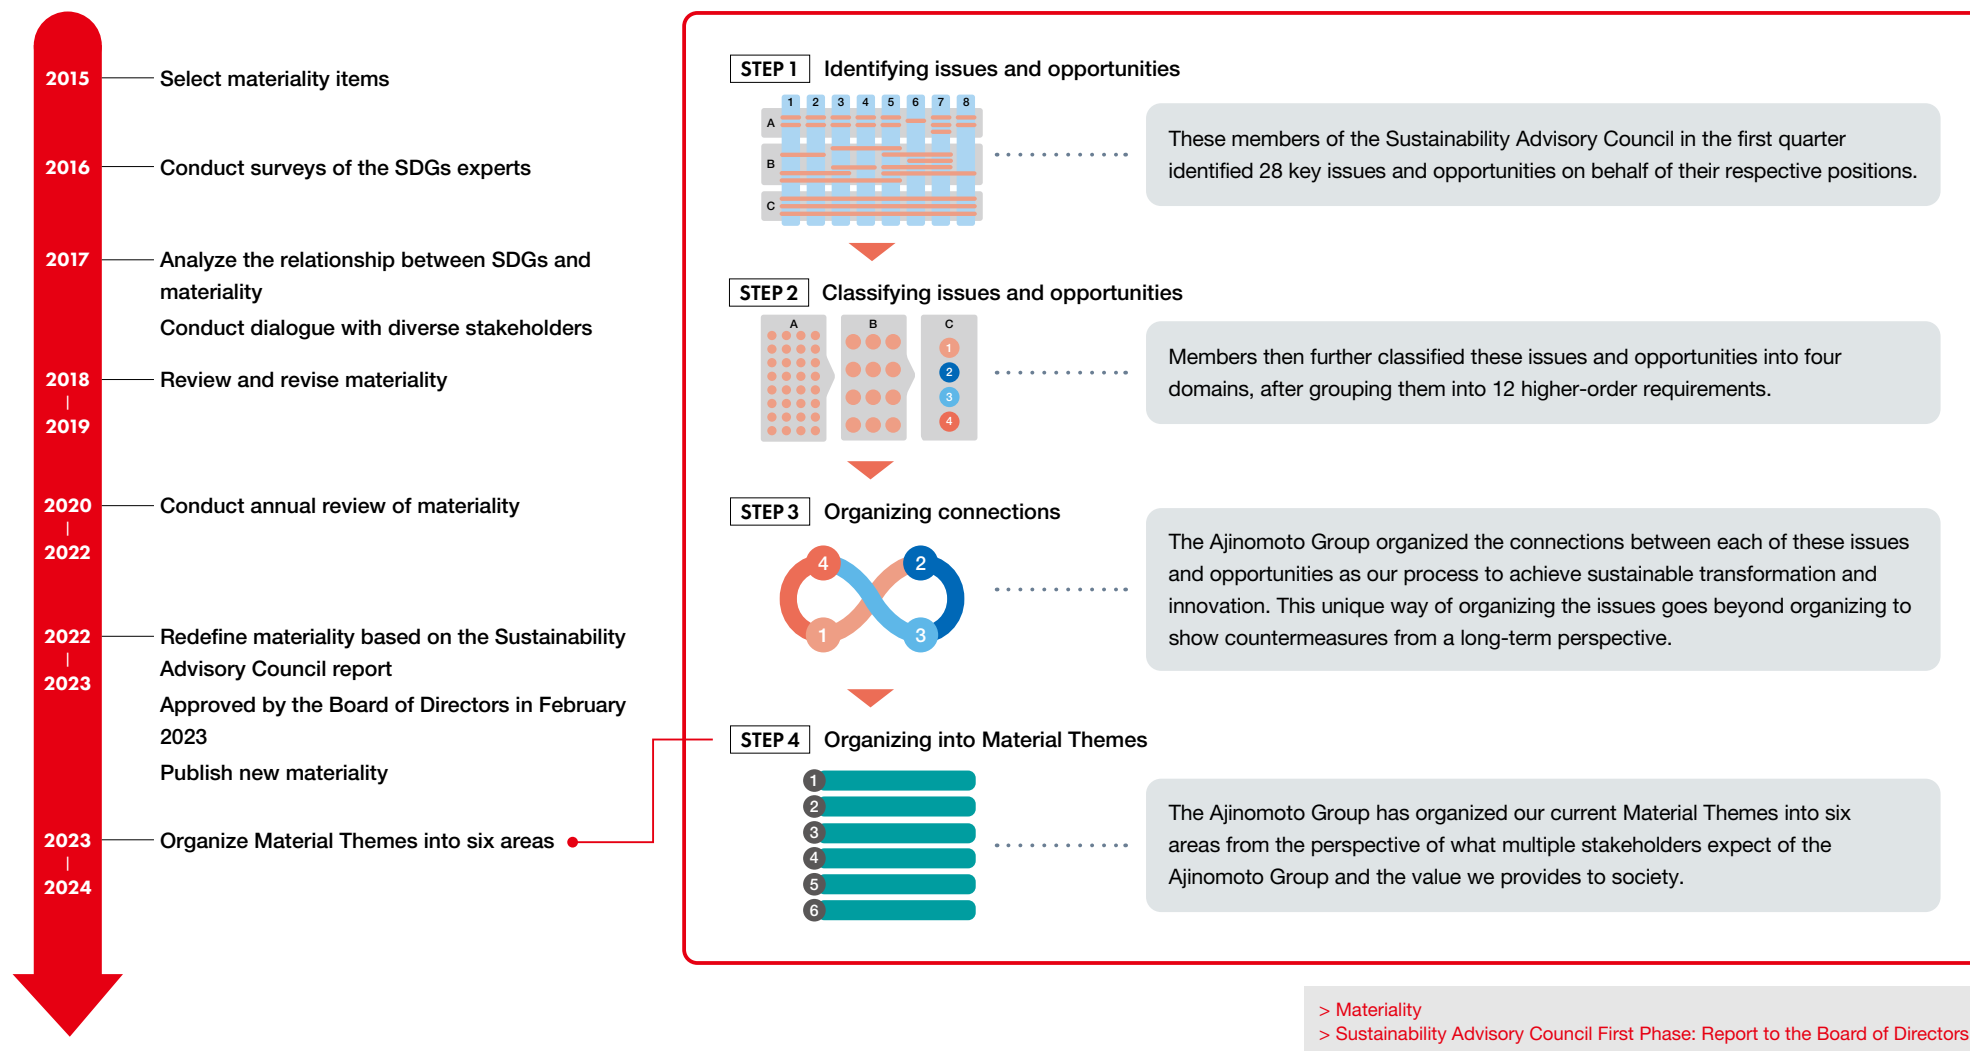 2015
Select materiality items
2016
Conduct surveys of the SDGs experts
2017
Analyze the relationship between SDGs and
materiality
Conduct dialogue with diverse stakeholders
2018
|
2019
Review and revise materiality
2020
|
2022
Conduct annual review of materiality
2022
|
2023
Redefine materiality based on the Sustainability
Advisory Council report
Approved by the Board of Directors in February
2023
Publish new materiality
2023
|
2024
Organize Material Themes into six areas
STEP 1 Identifying issues and opportunities
1 2 3 4 5 6 7 8
A
B
C
These members of the Sustainability Advisory Council in the first quarter
identified 28 key issues and opportunities on behalf of their respective positions.
STEP 2 Classifying issues and opportunities
A B C
1
2
3
4
Members then further classified these issues and opportunities into four
domains, after grouping them into 12 higher-order requirements.
STEP 3 Organizing connections
4 2
1 3
The Ajinomoto Group organized the connections between each of these issues
and opportunities as our process to achieve sustainable transformation and
innovation. This unique way of organizing the issues goes beyond organizing to
show countermeasures from a long-term perspective.
STEP 4 Organizing into Material Themes
1
2
3
4
5
6
The Ajinomoto Group has organized our current Material Themes into six
areas from the perspective of what multiple stakeholders expect of the
Ajinomoto Group and the value we provides to society.
> Materiality
> Sustainability Advisory Council First Phase: Report to the Board of Directors